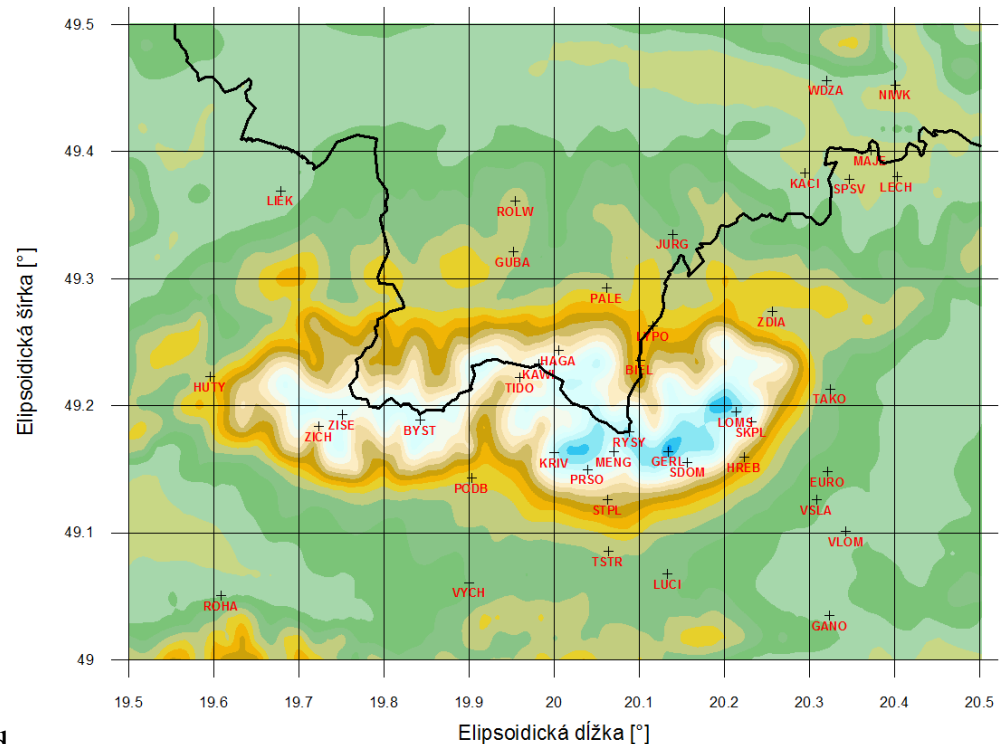 49.5
WDZA
NIWK
49.4
MAJE
KACI
SPSV
LECH
LIEK
ROLW
JURG
GUBA
49.3
PALE
ZDIA
LYPO
HAGA
BIEL
KAWI
HUTY
TIDO
TAKO
49.2
ZISE
LOMS
ZICH
BYST
SKPL
RYSY
KRIV
MENG
GERL
HREB
PRSO
SDOM
PODB
EURO
STPL
VSLA
49.1
VLOM
TSTR
LUCI
VYCH
ROHA
GANO
49
19.5 19.6 19.7 19.8 19.9 20 20.1 20.2 20.3 20.4 20.5
Elipsoidická šírka [°]
Elipsoidická dĺžka [°]